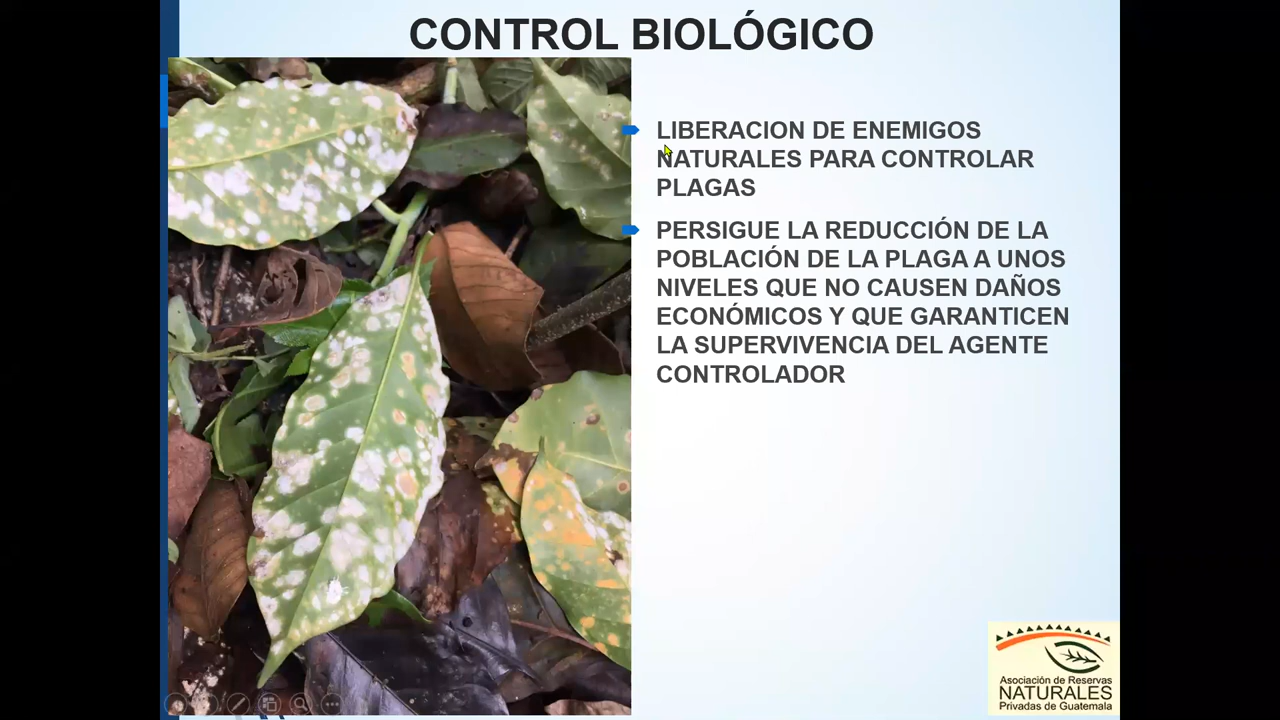 CONTROL BIOLÓGICO
LIBERACION DE ENEMIGOS
NATURALES PARA CONTROLAR
PLAGAS
PERSIGUE LA REDUCCIÓN DE LA
POBLACIÓN DE LA PLAGA A UNOS
NIVELES QUE NO CAUSEN DAÑOS
ECONÓMICOS Y QUE GARANTICEN
LA SUPERVIVENCIA DEL AGENTE
CONTROLADOR
Asociación de Reservas
NATURALES
Privadas de Guatemala